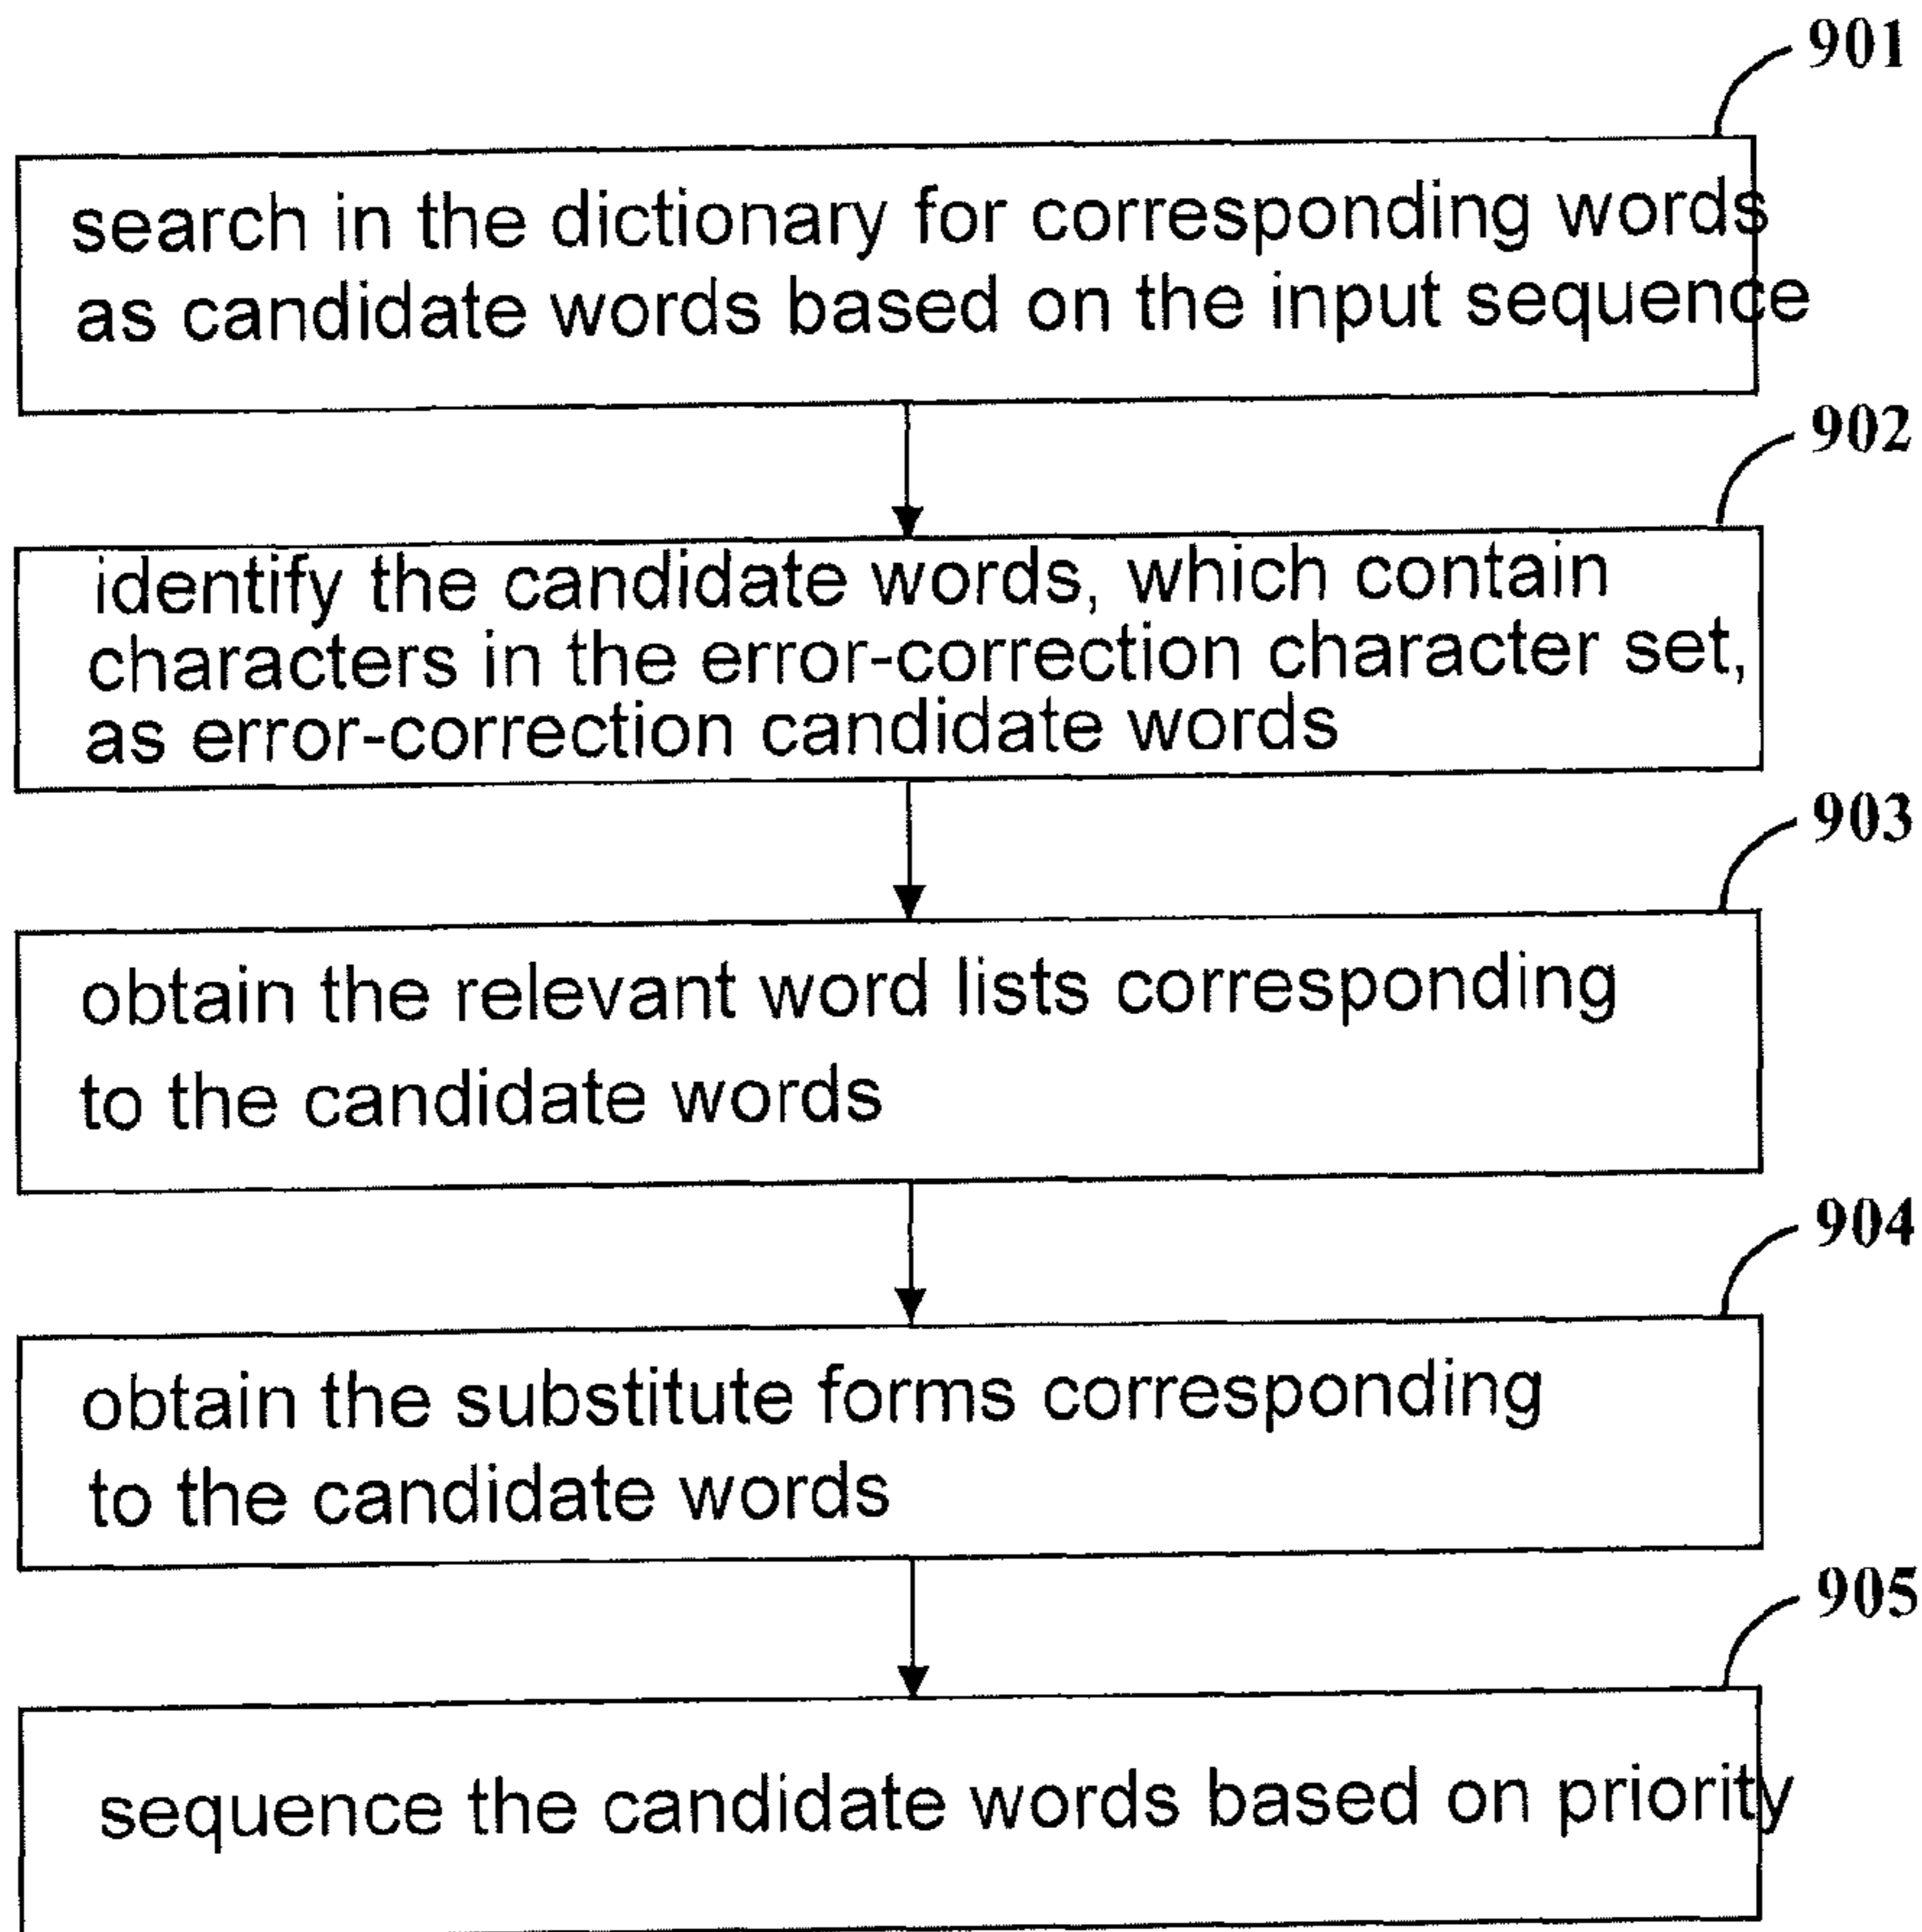 901
search in the dictionary for corresponding words
as candidate words based on the input sequence
902
identify the candidate words, which contain
characters in the error-correction character set,
as error-correction candidate words
903
obtain the relevant word lists corresponding
to the candidate words
904
obtain the substitute forms corresponding
to the candidate words
905
sequence the candidate words based on priority